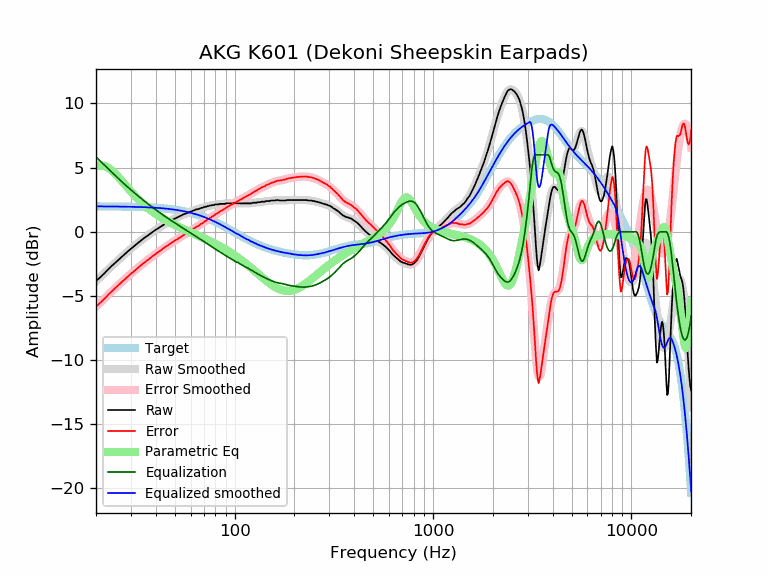 AKG K601 (Dekoni Sheepskin Earpads)
Amplitude (dBr)
10
5
0
−5
−10
−15
−20
Target
Raw Smoothed
Error Smoothed
Raw
Error
Parametric Eq
Equalization
Equalized smoothed
100
1000
10000
Frequency (Hz)